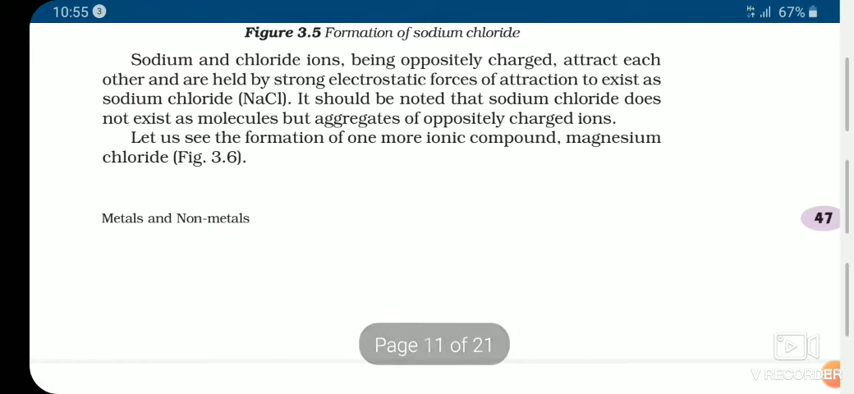 10:55 3 67%
Figure 3.5 Formation of sodium chloride
Sodium and chloride ions, being oppositely charged, attract each
other and are held by strong electrostatic forces of attraction to exist as
sodium chloride (NaCl). It should be noted that sodium chloride does
not exist as molecules but aggregates of oppositely charged ions.
Let us see the formation of one more ionic compound, magnesium
chloride (Fig. 3.6).
Metals and Non-metals 47
Page 11 of 21
V RECORDER